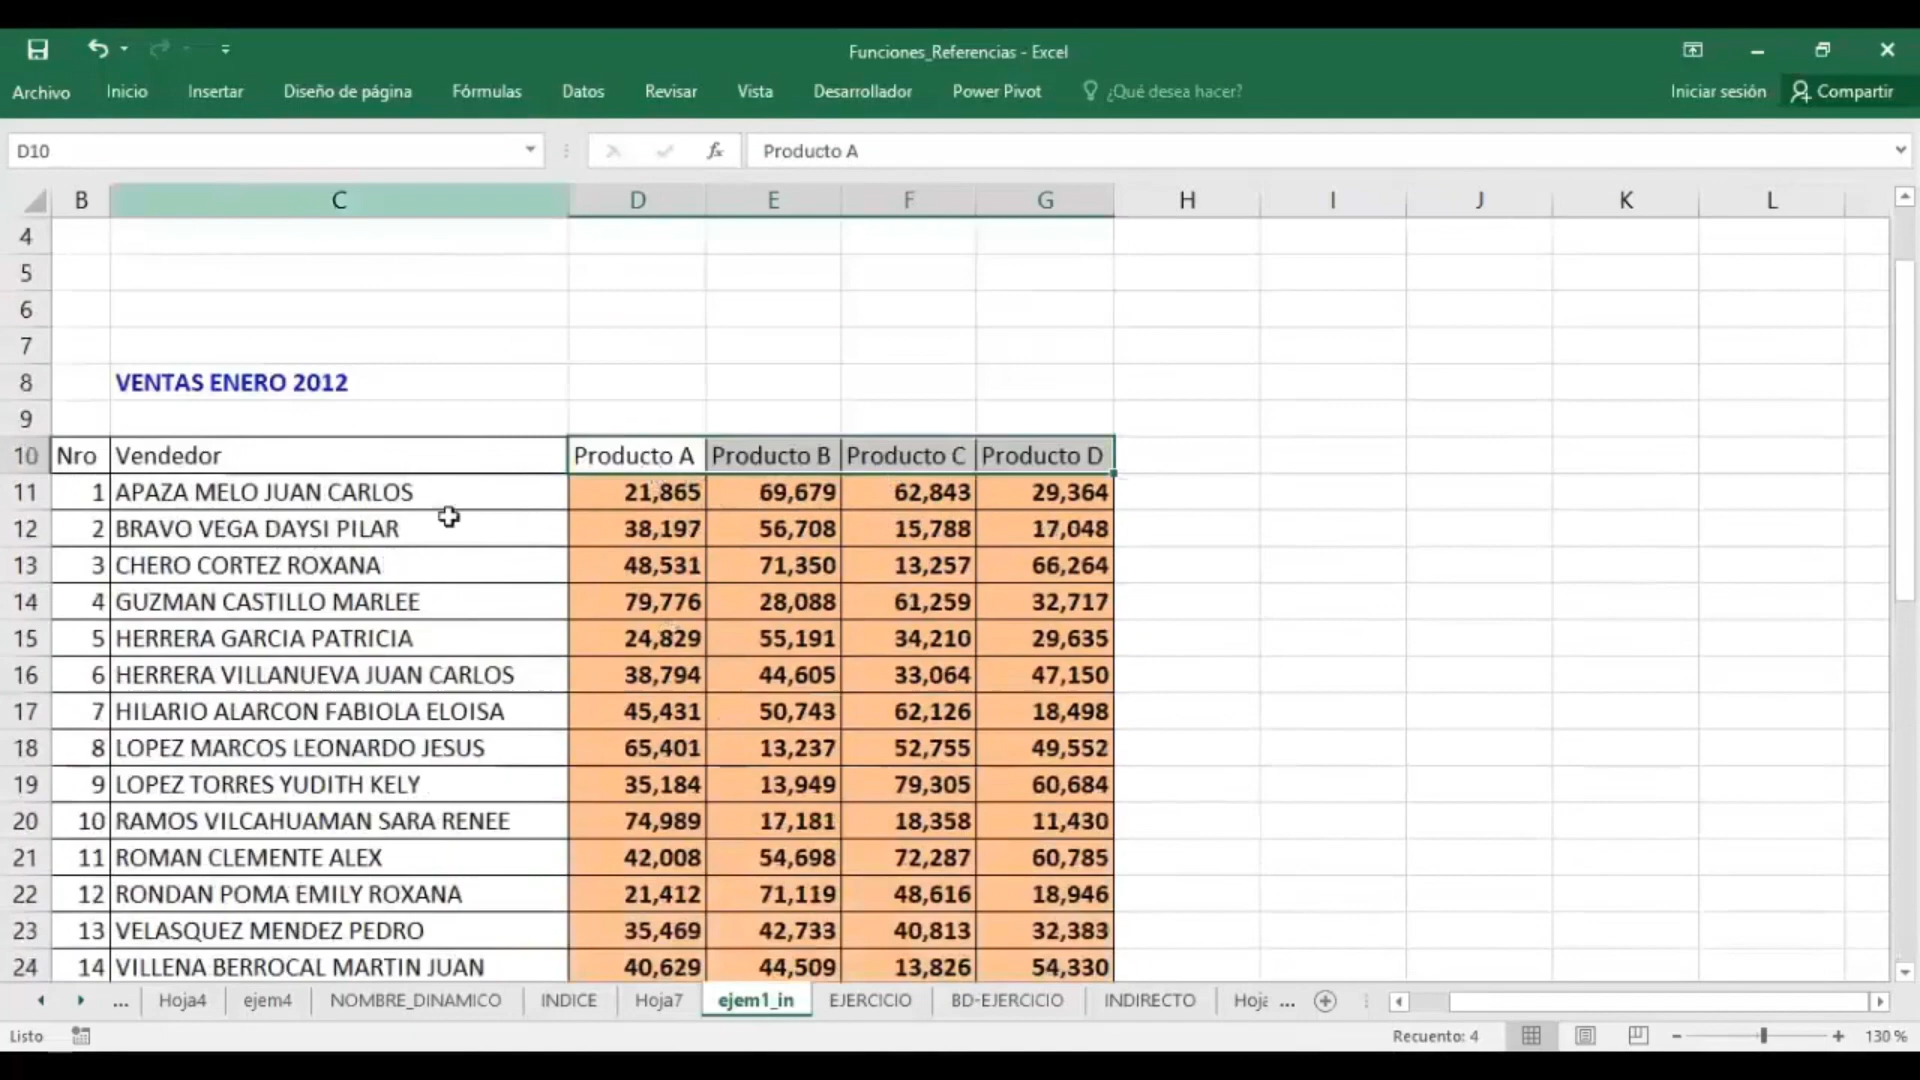 Funciones_Referencias - Excel
Archivo Inicio Insertar Diseño de página Fórmulas Datos Revisar Vista Desarrollador Power Pivot ¿Qué desea hacer? Iniciar sesión Compartir
D10 fx Producto A
B C D E F G H I J K L
4
5
6
7
8 VENTAS ENERO 2012
9
10 Nro Vendedor Producto A Producto B Producto C Producto D
11 1 APAZA MELO JUAN CARLOS 21,865 69,679 62,843 29,364
12 2 BRAVO VEGA DAYSI PILAR 38,197 56,708 15,788 17,048
13 3 CHERO CORTEZ ROXANA 48,531 71,350 13,257 66,264
14 4 GUZMAN CASTILLO MARLEE 79,776 28,088 61,259 32,717
15 5 HERRERA GARCIA PATRICIA 24,829 55,191 34,210 29,635
16 6 HERRERA VILLANUEVA JUAN CARLOS 38,794 44,605 33,064 47,150
17 7 HILARIO ALARCON FABIOLA ELOISA 45,431 50,743 62,126 18,498
18 8 LOPEZ MARCOS LEONARDO JESUS 65,401 13,237 52,755 49,552
19 9 LOPEZ TORRES YUDITH KELY 35,184 13,949 79,305 60,684
20 10 RAMOS VILCAHUAMAN SARA RENEE 74,989 17,181 18,358 11,430
21 11 ROMAN CLEMENTE ALEX 42,008 54,698 72,287 60,785
22 12 RONDAN POMA EMILY ROXANA 21,412 71,119 48,616 18,946
23 13 VELASQUEZ MENDEZ PEDRO 35,469 42,733 40,813 32,383
24 14 VILLENA BERROCAL MARTIN JUAN 40,629 44,509 13,826 54,330
... Hoja4 ejem4 NOMBRE_DINAMICO INDICE Hoja7 ejem1_in EJERCICIO BD-EJERCICIO INDIRECTO Hoja ...
Listo Recuento: 4 130 %